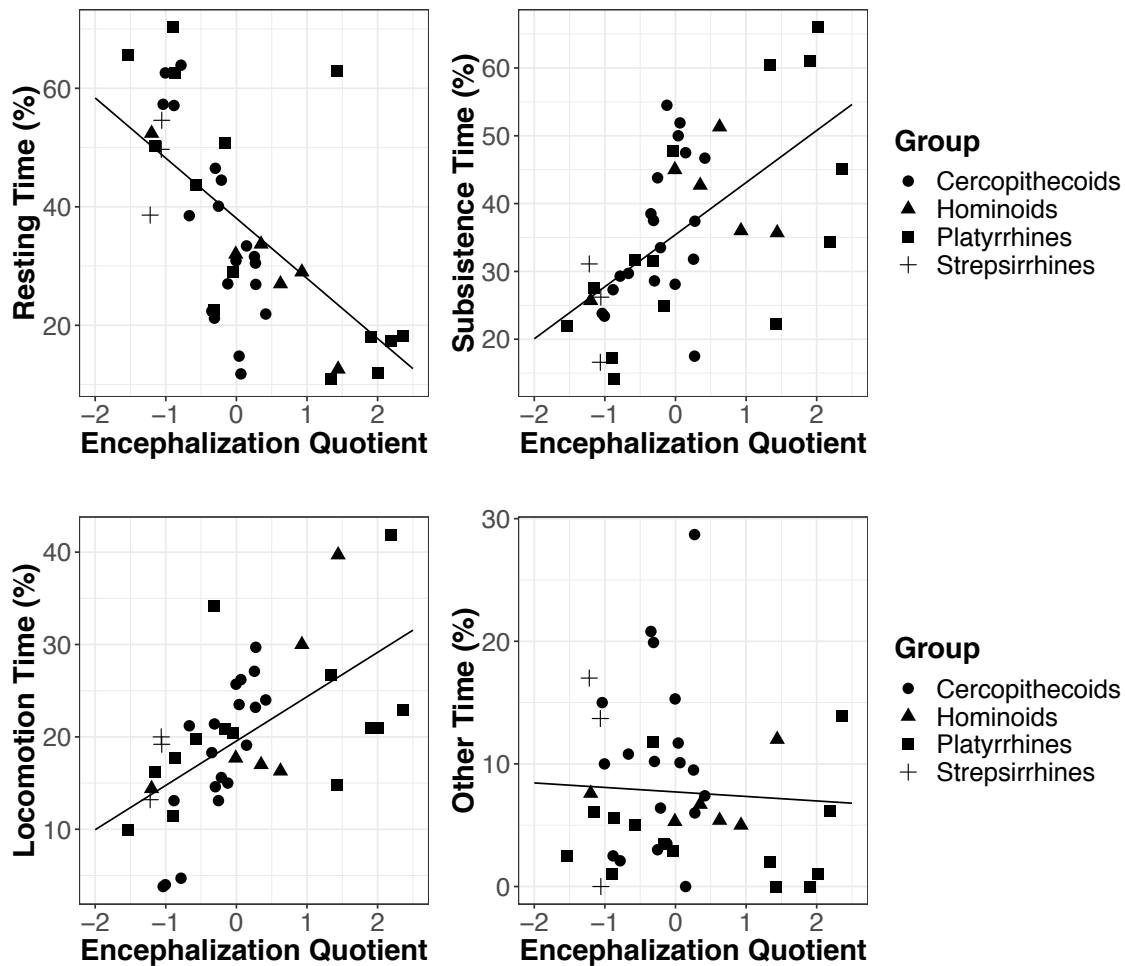 Resting Time (%)
60
40
20
−2 −1 0 1 2
Encephalization Quotient
Subsistence Time (%)
60
50
40
30
20
−2 −1 0 1 2
Encephalization Quotient
Group
Cercopithecoids
Hominoids
Platyrrhines
Strepsirrhines
Locomotion Time (%)
40
30
20
10
−2 −1 0 1 2
Encephalization Quotient
Other Time (%)
30
20
10
0
−2 −1 0 1 2
Encephalization Quotient
Group
Cercopithecoids
Hominoids
Platyrrhines
Strepsirrhines